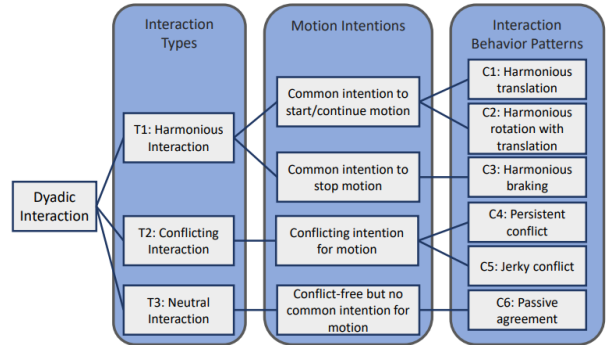 Interaction
Types
Motion Intentions
Interaction
Behavior Patterns
Dyadic
Interaction
T1: Harmonious
Interaction
T2: Conflicting
Interaction
T3: Neutral
Interaction
Common intention to
start/continue motion
Common intention to
stop motion
Conflicting intention
for motion
Conflict-free but no
common intention for
motion
C1: Harmonious
translation
C2: Harmonious
rotation with
translation
C3: Harmonious
braking
C4: Persistent
conflict
C5: Jerky conflict
C6: Passive
agreement